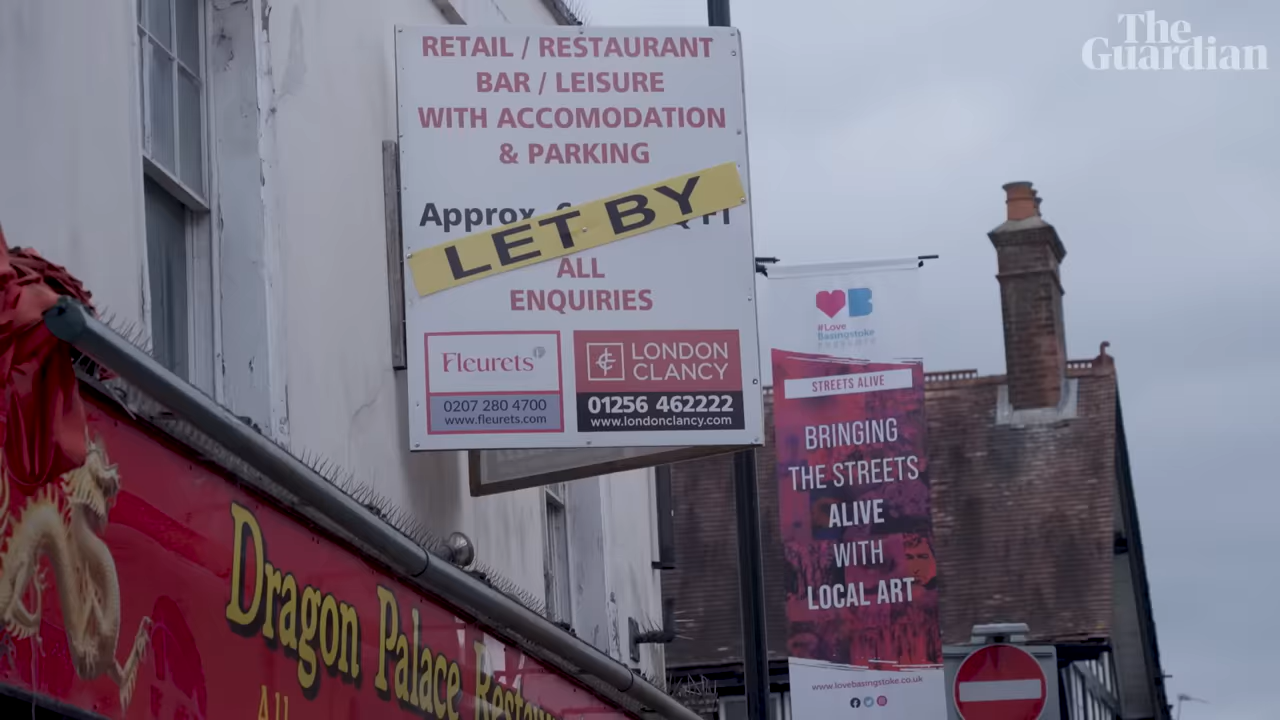 The
Guardian
RETAIL / RESTAURANT
BAR / LEISURE
WITH ACCOMODATION
& PARKING
Approx
LET BY
ALL
ENQUIRIES
Fleurets
0207 280 4700
www.fleurets.com
LONDON
CLANCY
01256 462222
www.londonclancy.com
#Love
Basingstoke
STREETS ALIVE
BRINGING
THE STREETS
ALIVE
WITH
LOCAL ART
www.lovebasingstoke.co.uk
Dragon Palace
All